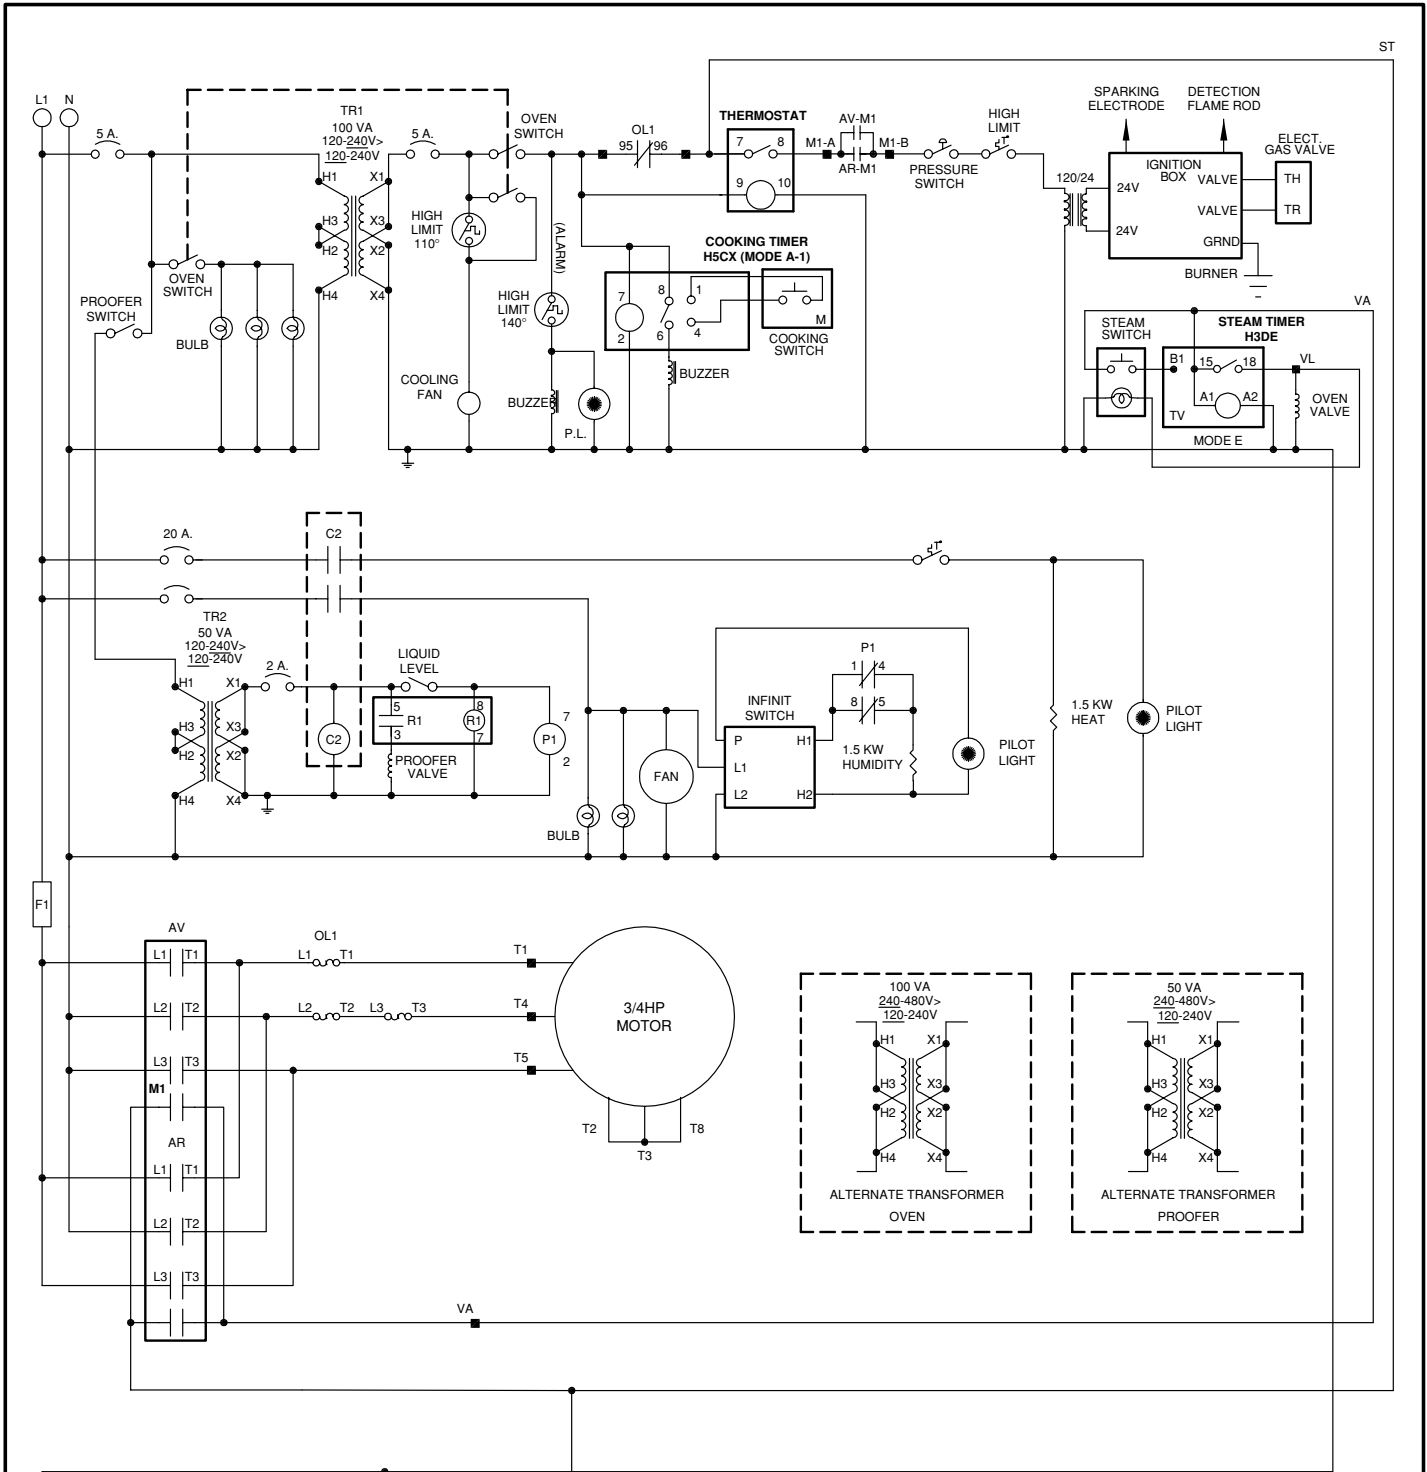 ST
L1 N
5 A.
TR1
100 VA
120-240V>
120-240V
5 A.
OVEN
SWITCH
OL1
95 96
THERMOSTAT
7 8
9 10
M1-A
AV-M1
AR-M1
M1-B
PRESSURE
SWITCH
HIGH
LIMIT
SPARKING
ELECTRODE
DETECTION
FLAME ROD
120/24
IGNITION
BOX
24V
24V
VALVE
VALVE
GRND
BURNER
ELECT.
GAS VALVE
TH
TR
H1
H3
H2
H4
X1
X3
X2
X4
OVEN
SWITCH
PROOFER
SWITCH
BULB
HIGH
LIMIT
110°
COOLING
FAN
(ALARM)
HIGH
LIMIT
140°
BUZZER
P.L.
COOKING TIMER
H5CX (MODE A-1)
7
2
8
6
1
4
M
COOKING
SWITCH
BUZZER
VA
STEAM
SWITCH
STEAM TIMER
H3DE
B1
15 18
A1 A2
TV
MODE E
VL
OVEN
VALVE
20 A.
C2
TR2
50 VA
120-240V>
120-240V
2 A.
H1
H3
H2
H4
X1
X3
X2
X4
C2
LIQUID
LEVEL
5
R1
3
8
R1
7
PROOFER
VALVE
7
P1
2
BULB
FAN
INFINIT
SWITCH
P
L1
L2
H1
H2
P1
1 4
8 5
1.5 KW
HUMIDITY
PILOT
LIGHT
1.5 KW
HEAT
PILOT
LIGHT
F1
AV
L1 T1
L2 T2
L3 T3
M1
AR
L1 T1
L2 T2
L3 T3
OL1
L1 T1
L2 T2 L3 T3
T1
T4
T5
3/4HP
MOTOR
T2
T3
T8
VA
100 VA
240-480V>
120-240V
H1
H3
H2
H4
X1
X3
X2
X4
ALTERNATE TRANSFORMER
OVEN
50 VA
240-480V>
120-240V
H1
H3
H2
H4
X1
X3
X2
X4
ALTERNATE TRANSFORMER
PROOFER